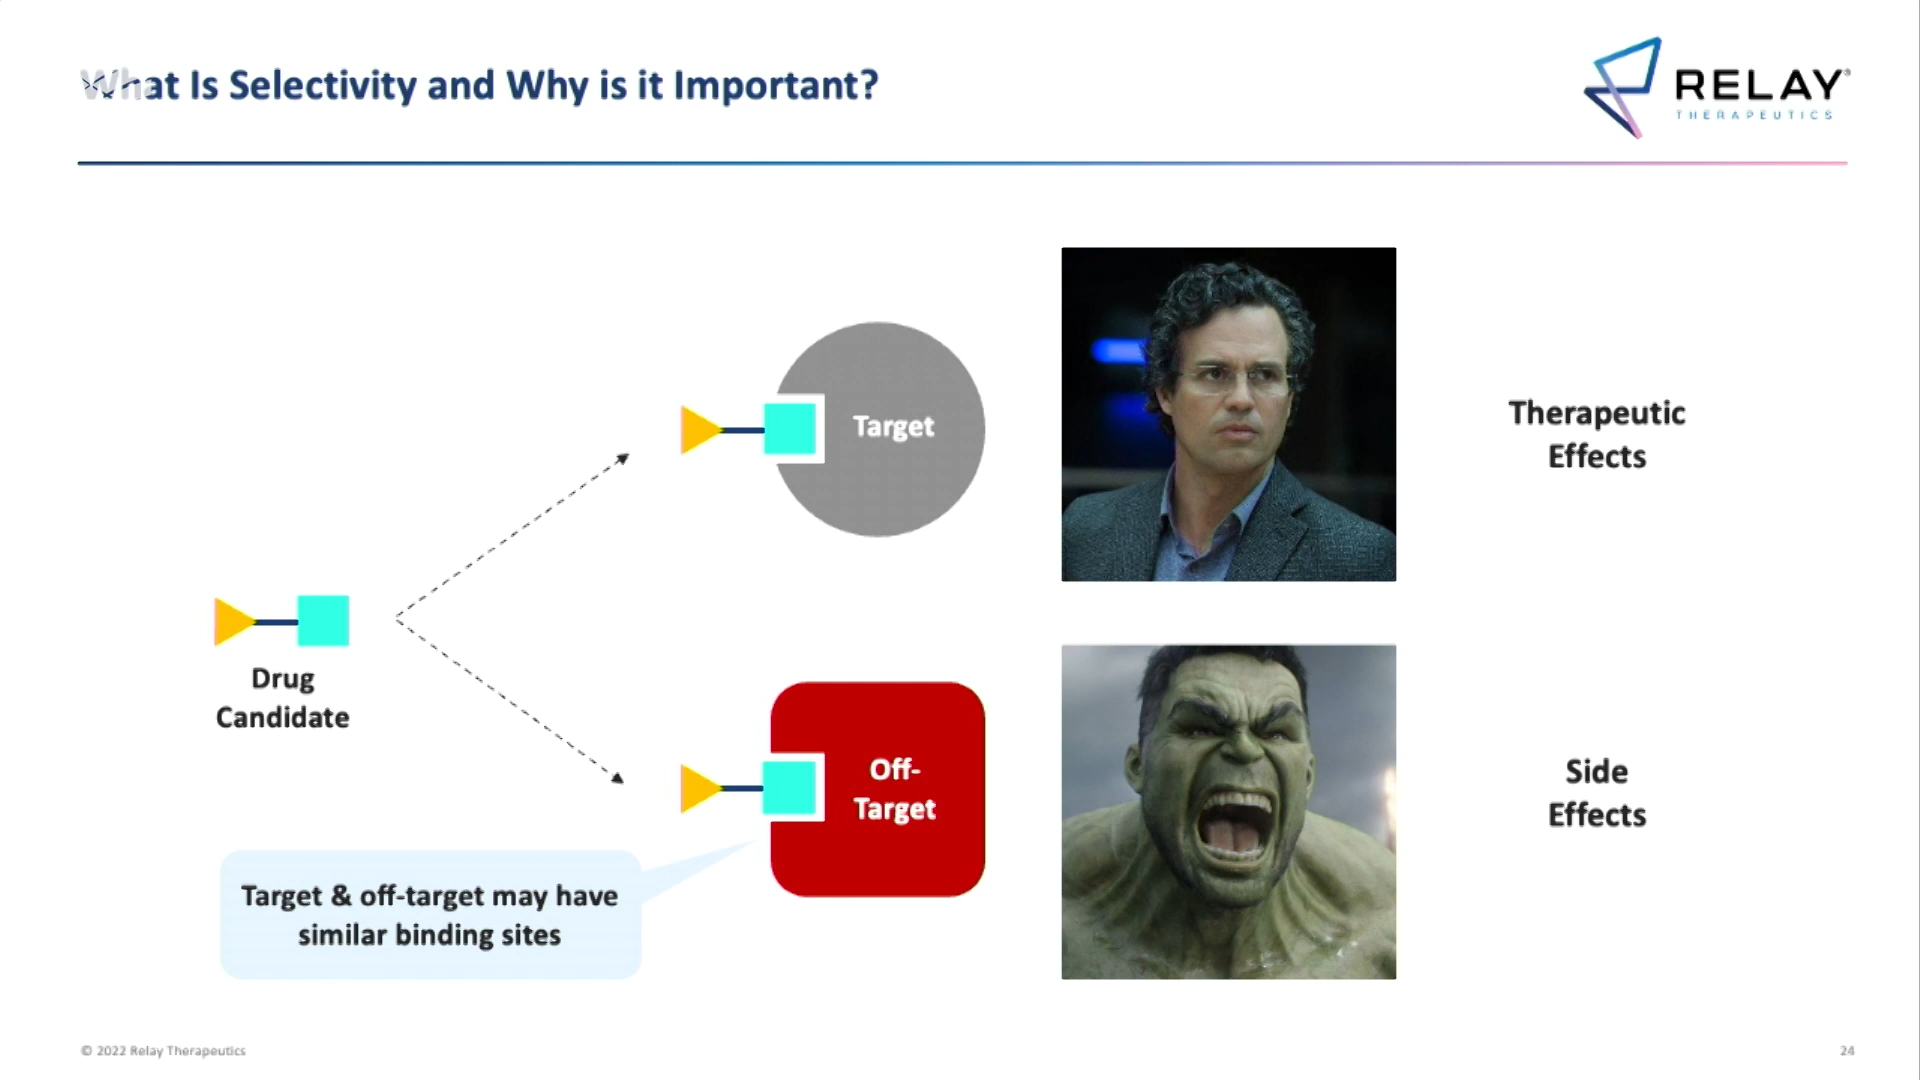 What Is Selectivity and Why is it Important?
RELAY®
THERAPEUTICS
Target
Therapeutic
Effects
Drug
Candidate
Off-
Target
Side
Effects
Target & off-target may have
similar binding sites
© 2022 Relay Therapeutics
24